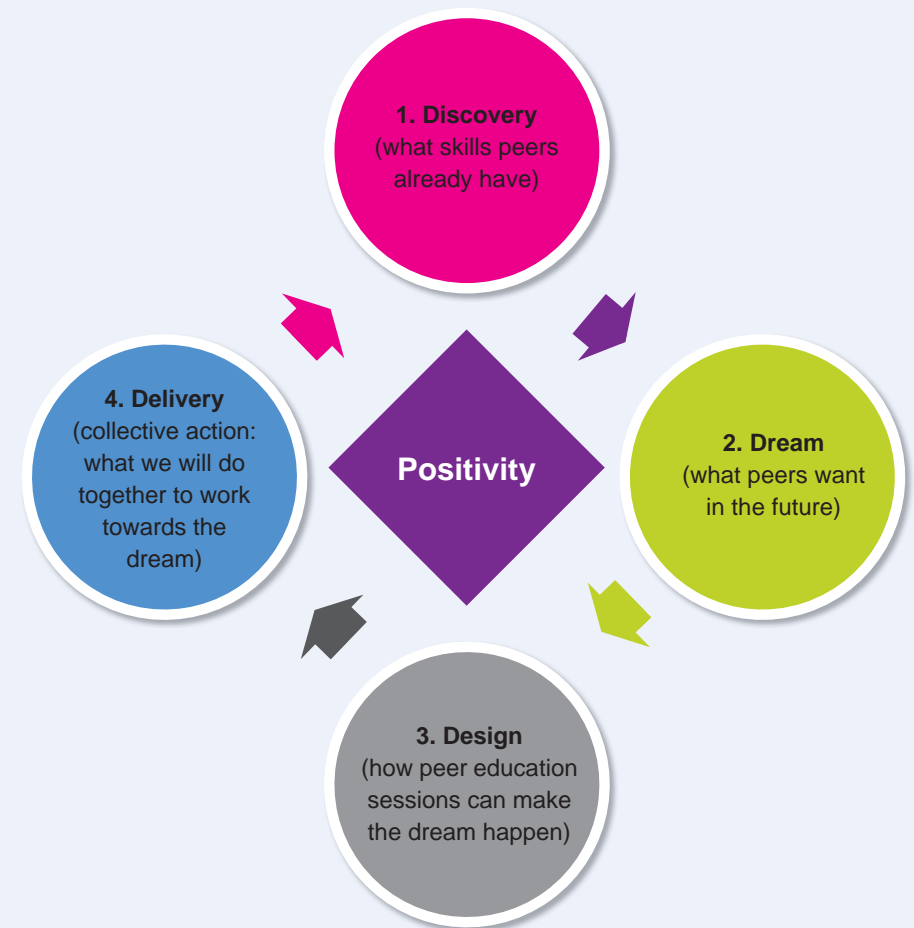 1. Discovery
(what skills peers
already have)
2. Dream
(what peers want
in the future)
3. Design
(how peer education
sessions can make
the dream happen)
4. Delivery
(collective action:
what we will do
together to work
towards the
dream)
Positivity